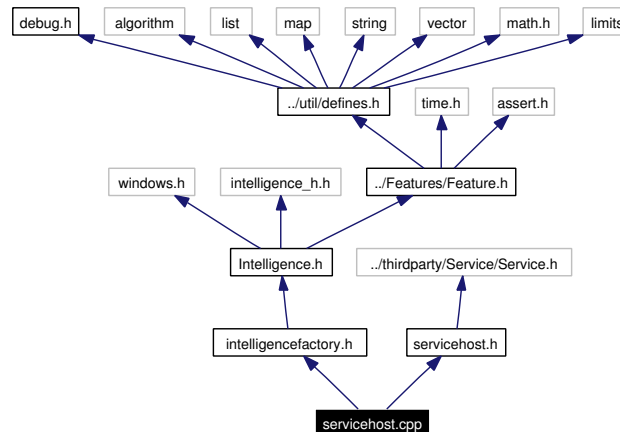 debug.h
algorithm
list
map
string
vector
math.h
limits
../util/defines.h
time.h
assert.h
windows.h
intelligence_h.h
../Features/Feature.h
Intelligence.h
../thirdparty/Service/Service.h
intelligencefactory.h
servicehost.h
servicehost.cpp